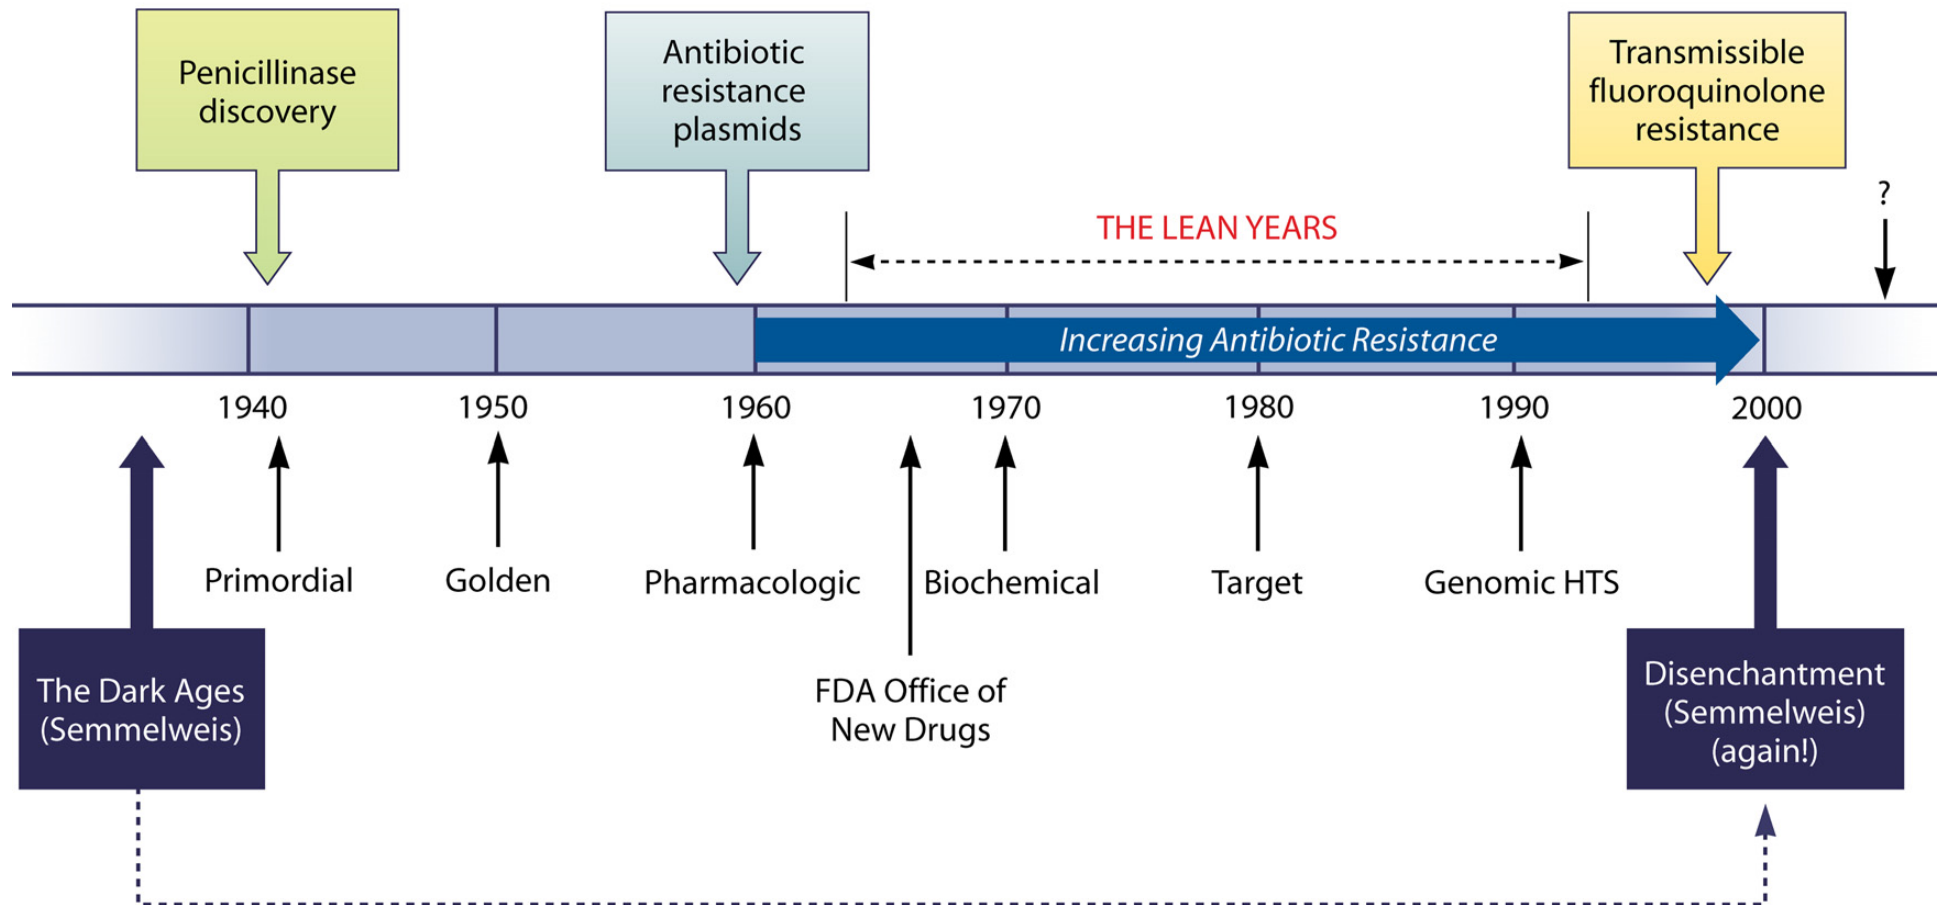 Penicillinase
discovery
Antibiotic
resistance
plasmids
Transmissible
fluoroquinolone
resistance
?
THE LEAN YEARS
Increasing Antibiotic Resistance
1940
1950
1960
1970
1980
1990
2000
Primordial
Golden
Pharmacologic
Biochemical
Target
Genomic HTS
FDA Office of
New Drugs
The Dark Ages
(Semmelweis)
Disenchantment
(Semmelweis)
(again!)